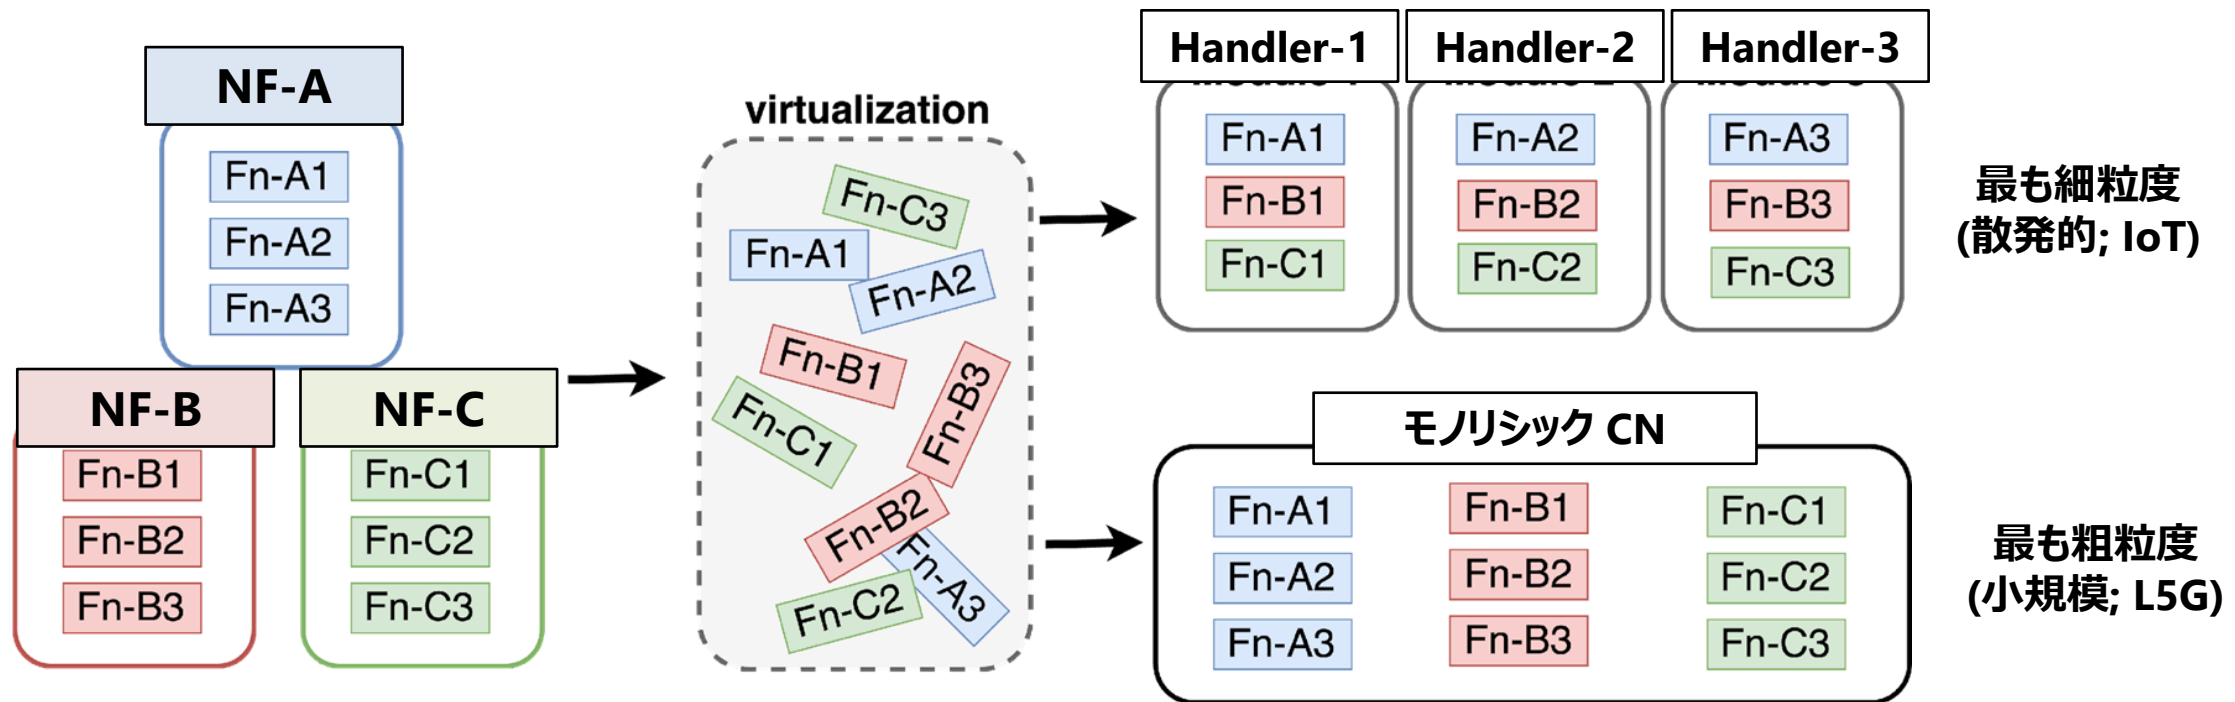 NF-A
Fn-A1
Fn-A2
Fn-A3
NF-B
Fn-B1
Fn-B2
Fn-B3
NF-C
Fn-C1
Fn-C2
Fn-C3
virtualization
Fn-C3
Fn-A1
Fn-A2
Fn-B1
Fn-B3
Fn-C1
Fn-B2
Fn-A3
Fn-C2
Handler-1
Fn-A1
Fn-B1
Fn-C1
Handler-2
Fn-A2
Fn-B2
Fn-C2
Handler-3
Fn-A3
Fn-B3
Fn-C3
最も細粒度
(散発的; IoT)
モノリシック CN
Fn-A1
Fn-A2
Fn-A3
Fn-B1
Fn-B2
Fn-B3
Fn-C1
Fn-C2
Fn-C3
最も粗粒度
(小規模; L5G)